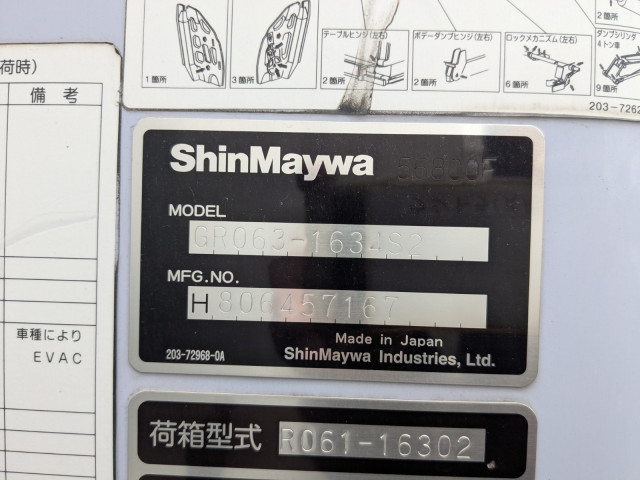 テーブルヒンジ(左右)
ボデーダンプヒンジ(左右)
ロックメカニズム(左右)
ダンプシリンダ
4トン車
2箇所
1箇所
3箇所
2箇所
2箇所
6箇所
9箇所
203-7262
荷時)
備考
車種により
EVAC
ShinMaywa
MODEL
GR063-1634S2
MFG.NO.
H806457167
Made in Japan
203-72968-0A
ShinMaywa Industries, Ltd.
荷箱型式 R061-16302